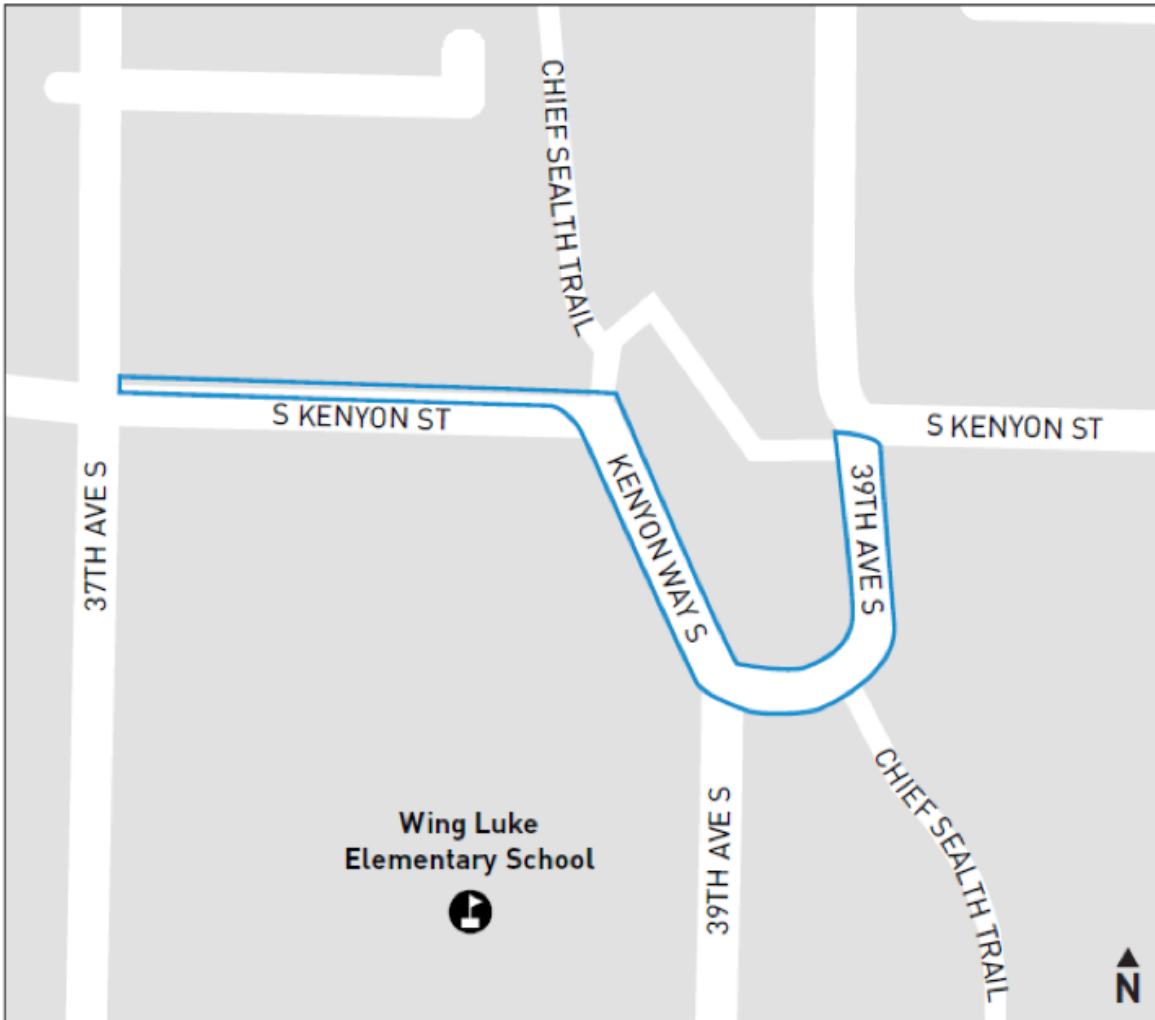 CHIEF SEALTH TRAIL
S KENYON ST
S KENYON ST
37TH AVE S
KENYON WAY S
39TH AVE S
Wing Luke
Elementary School
39TH AVE S
CHIEF SEALTH TRAIL
N